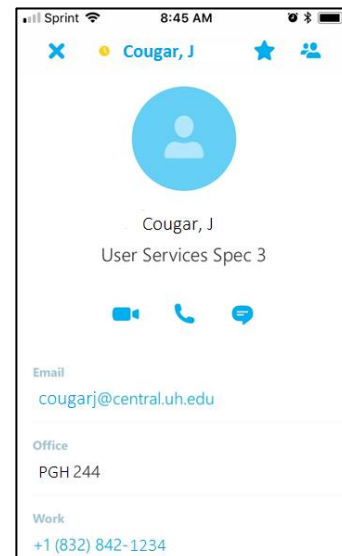 Sprint 8:45 AM
Cougar, J
Cougar, J
User Services Spec 3
Email
cougarj@central.uh.edu
Office
PGH 244
Work
+1 (832) 842-1234